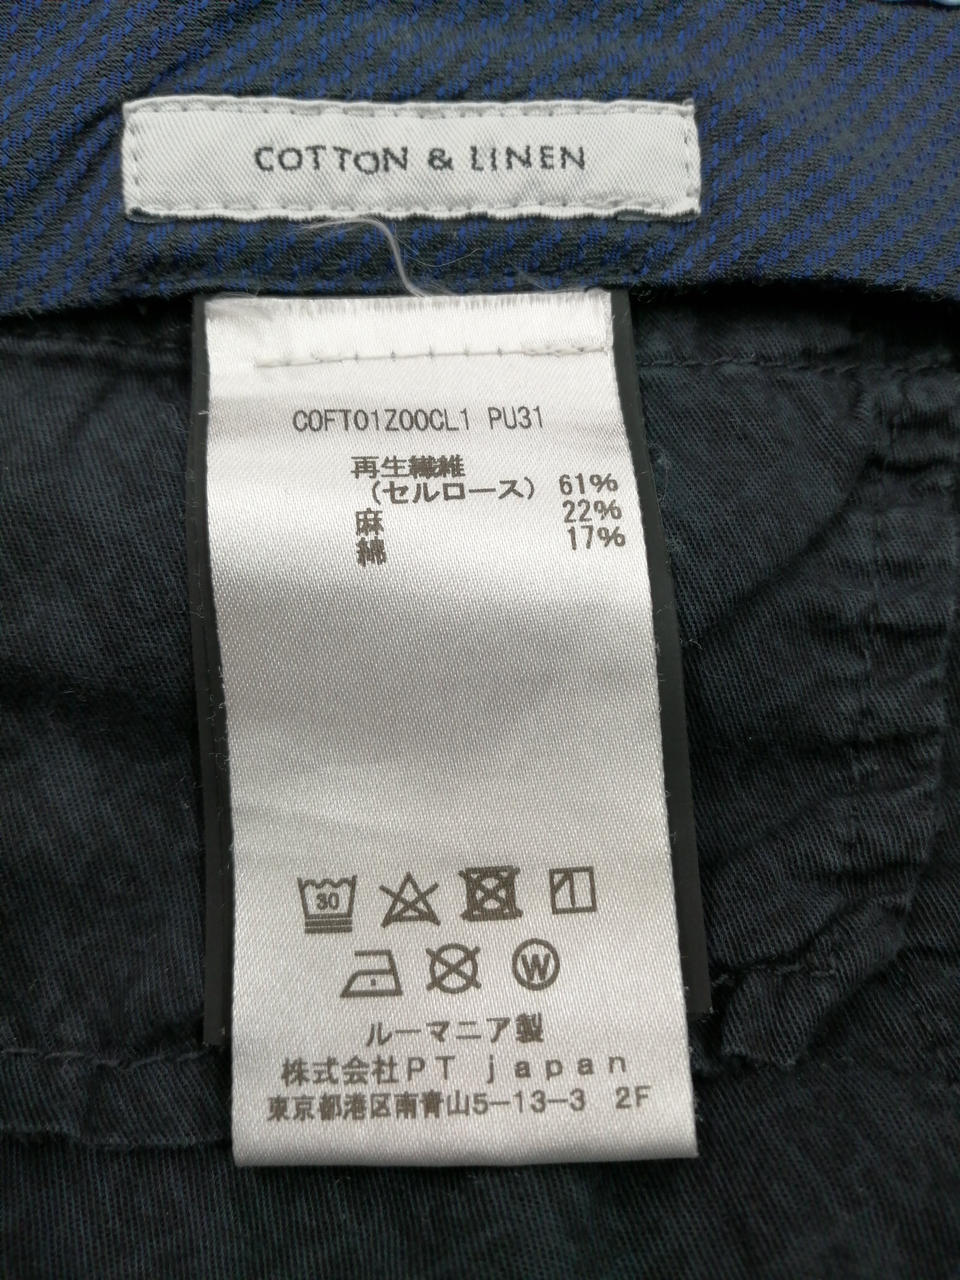 COTTON & LINEN
COFT01Z00CL1 PU31
再生繊維
(セルロース) 61%
麻 22%
綿 17%
30
W
ルーマニア製
株式会社PT japan
東京都港区南青山5-13-3 2F